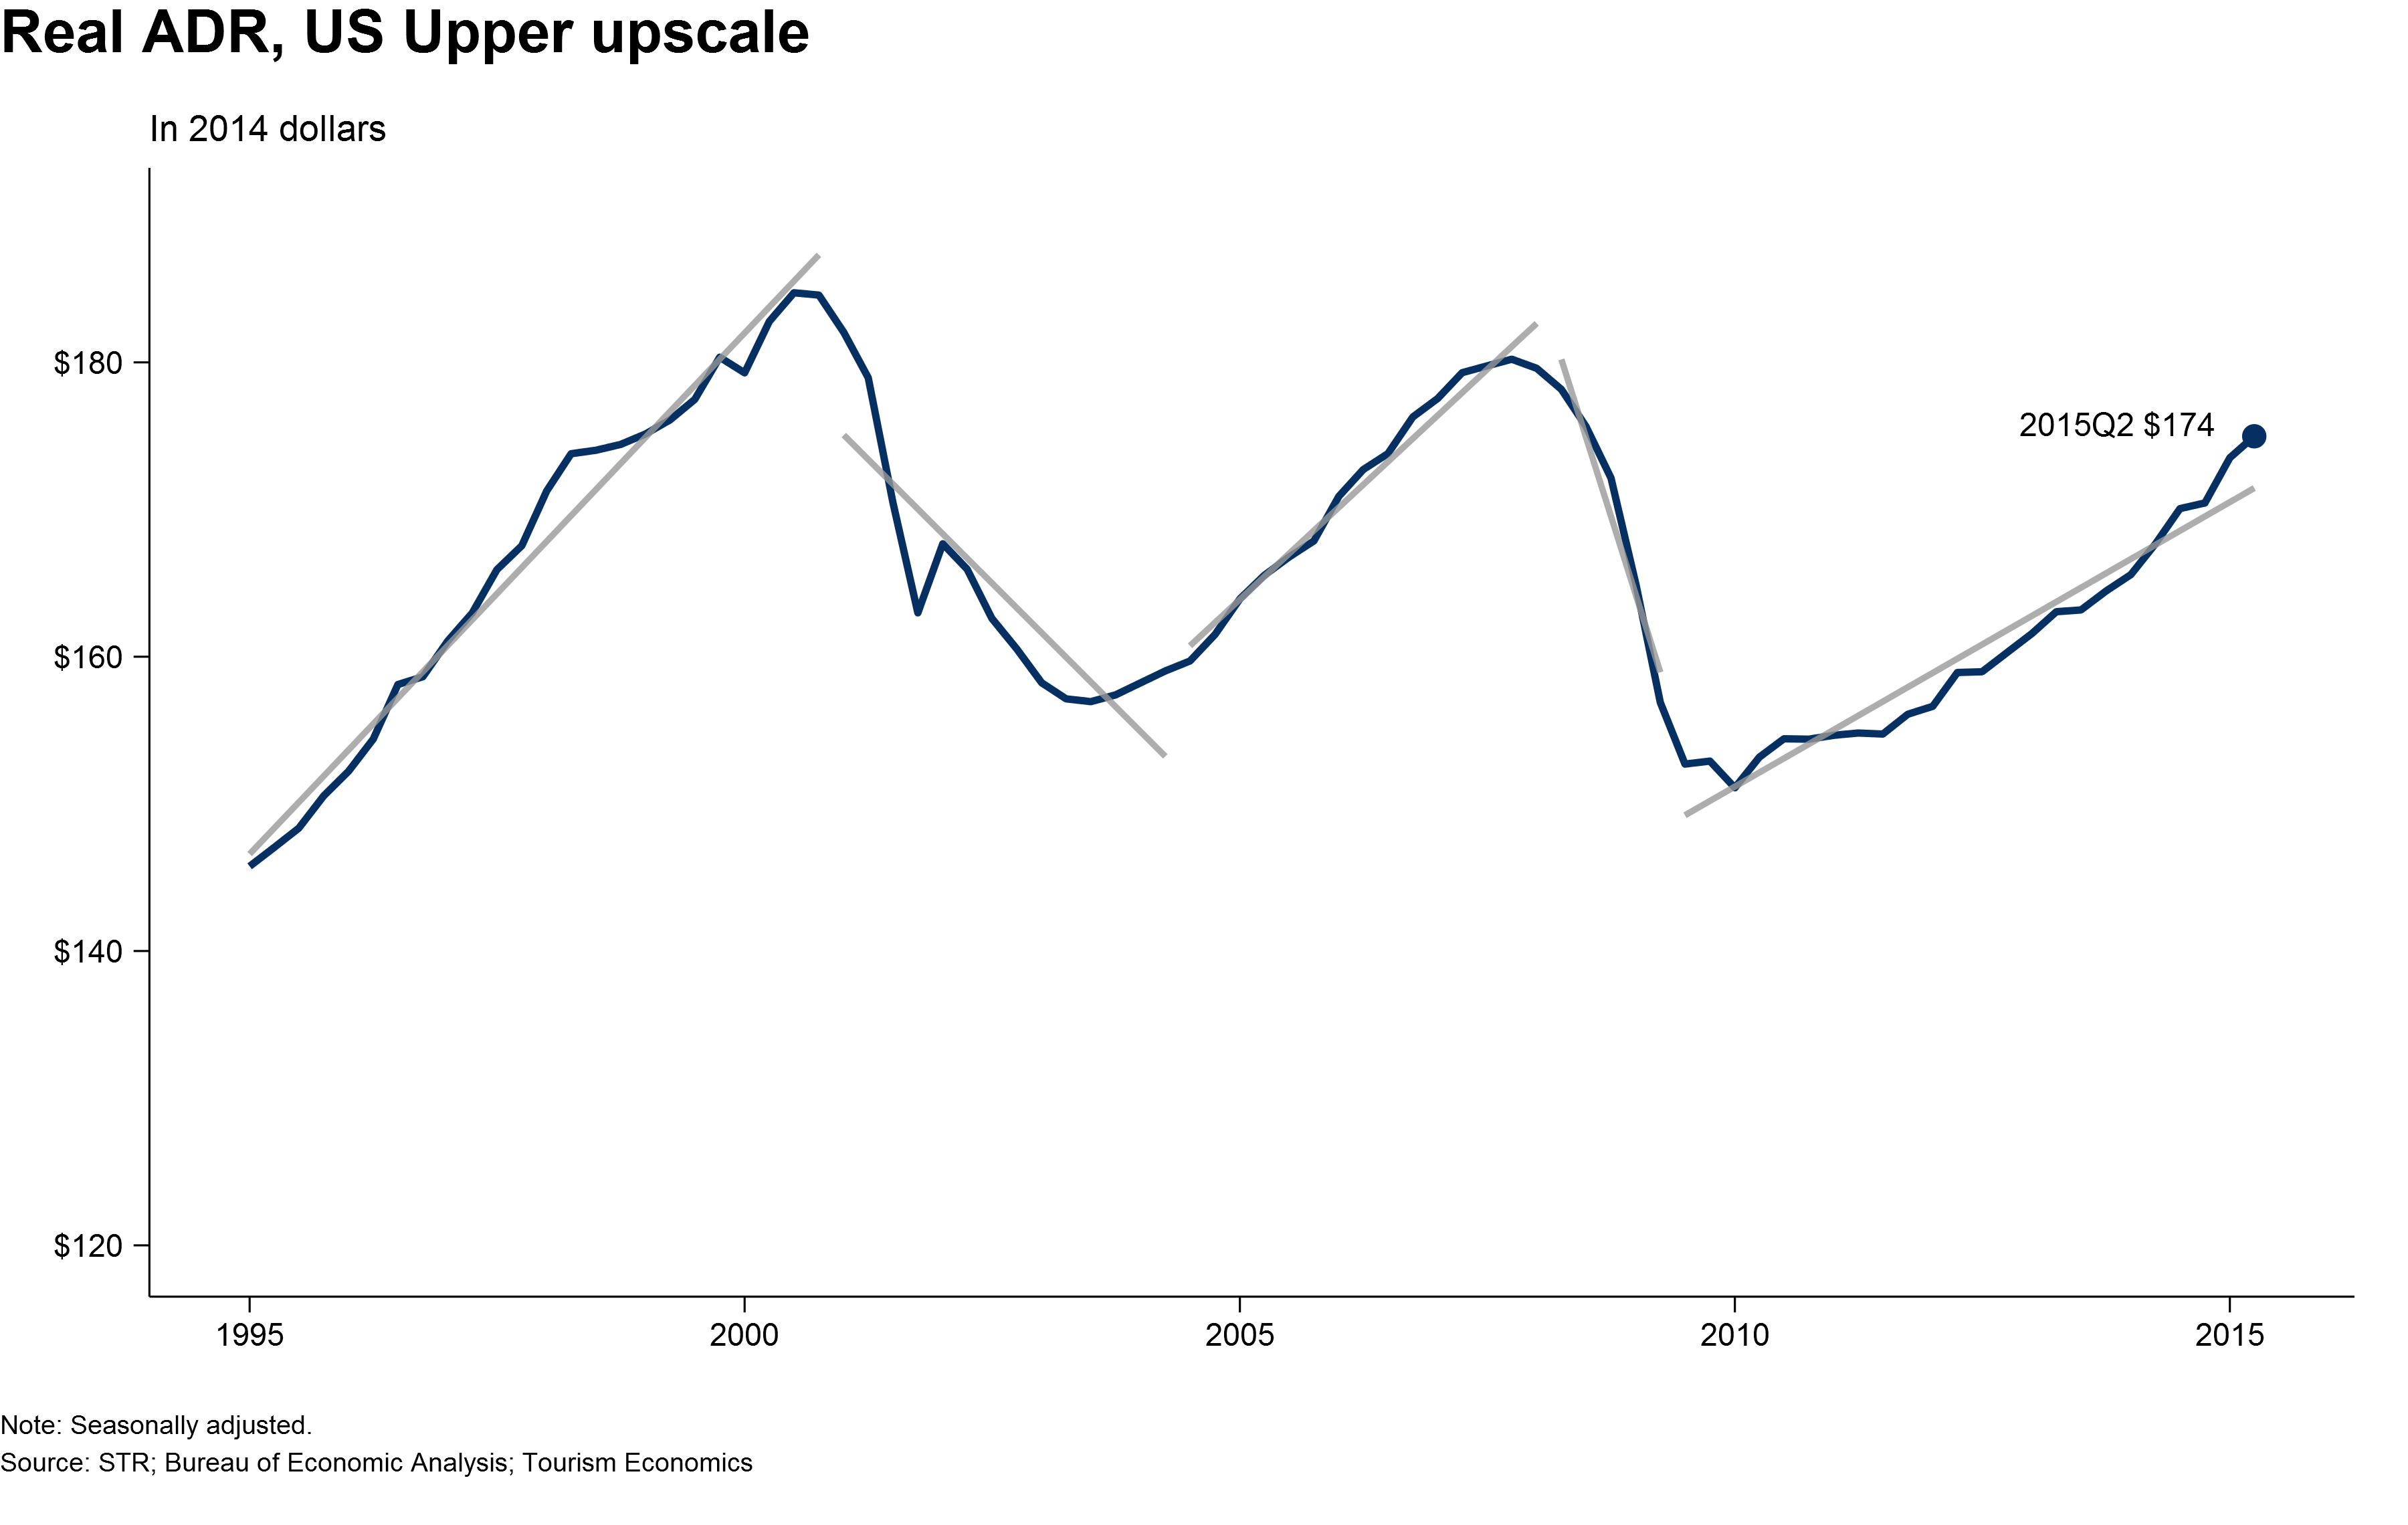 Real ADR, US Upper upscale
In 2014 dollars
$180
2015Q2 $174
$160
$140
$120
1995 2000 2005 2010 2015
Note: Seasonally adjusted.
Source: STR; Bureau of Economic Analysis; Tourism Economics